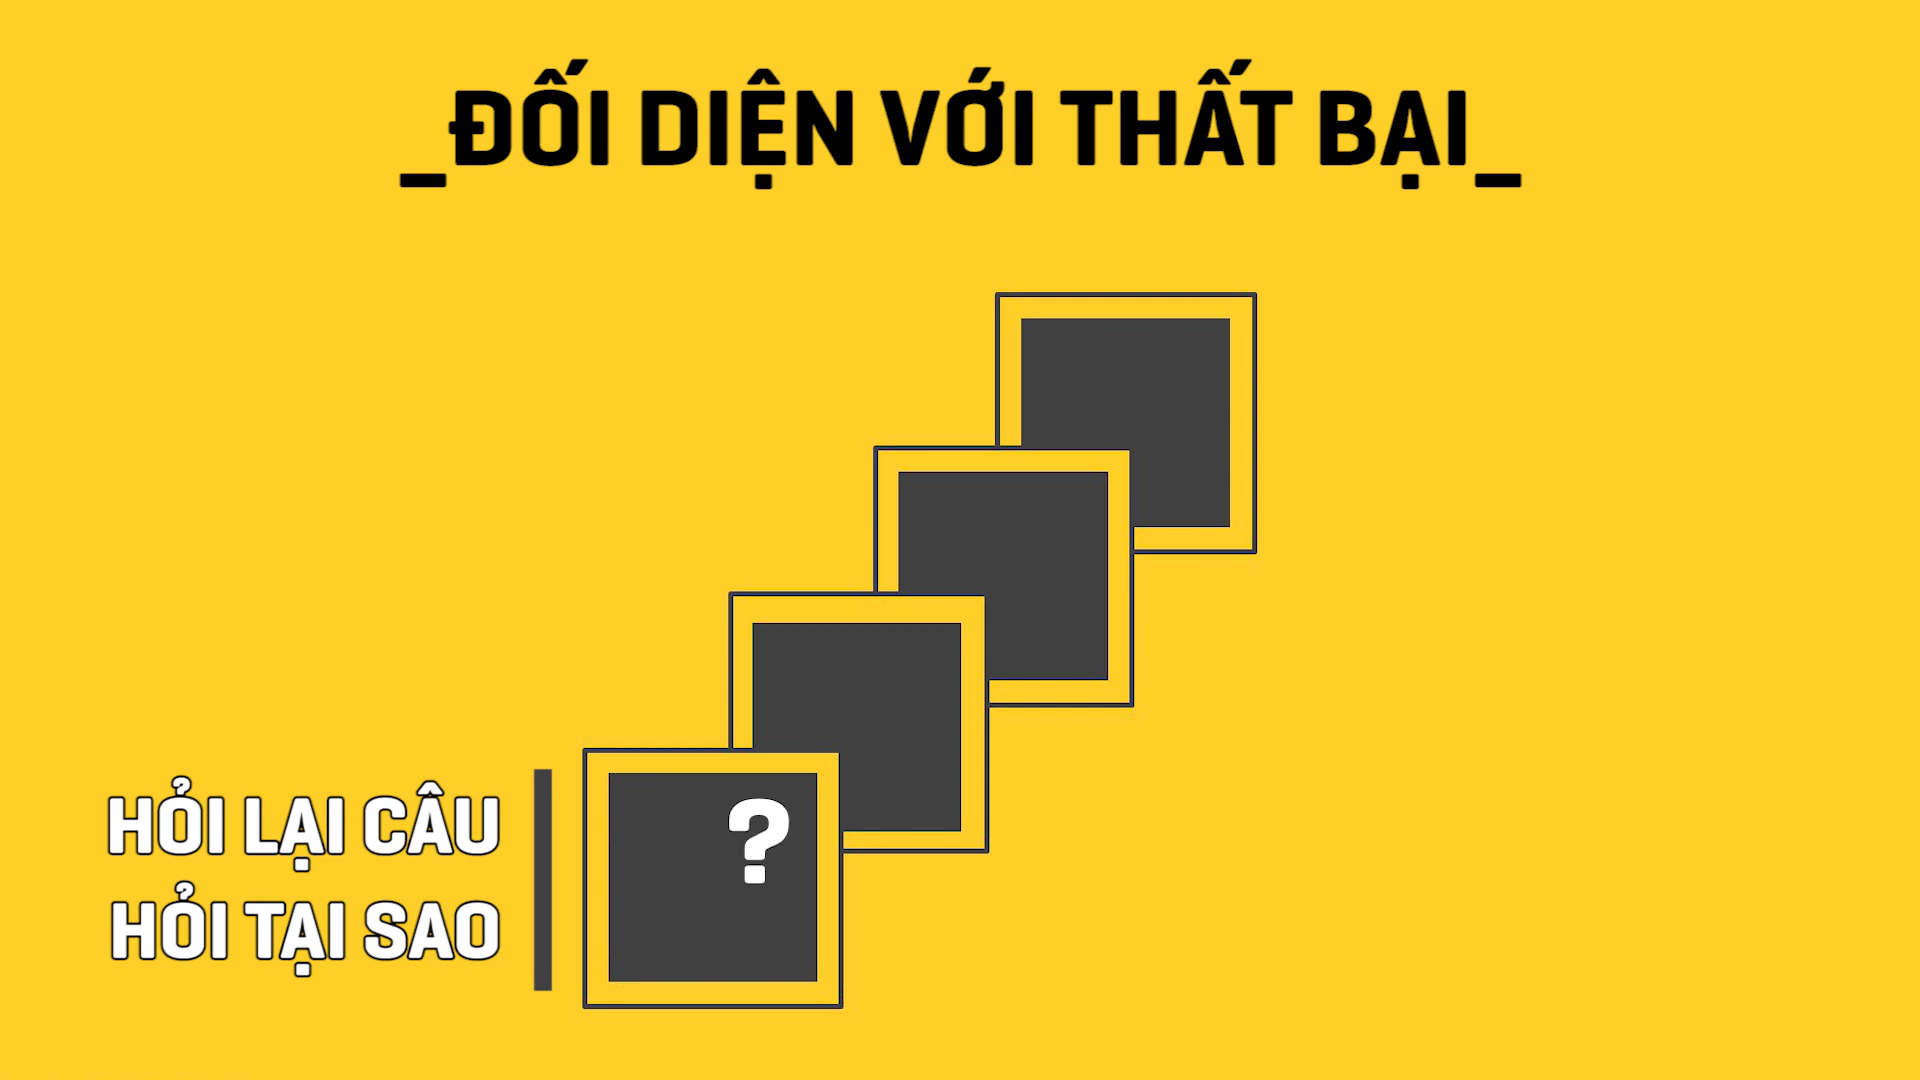 _ĐỐI DIỆN VỚI THẤT BẠI_
HỎI LẠI CÂU
HỎI TẠI SAO
?